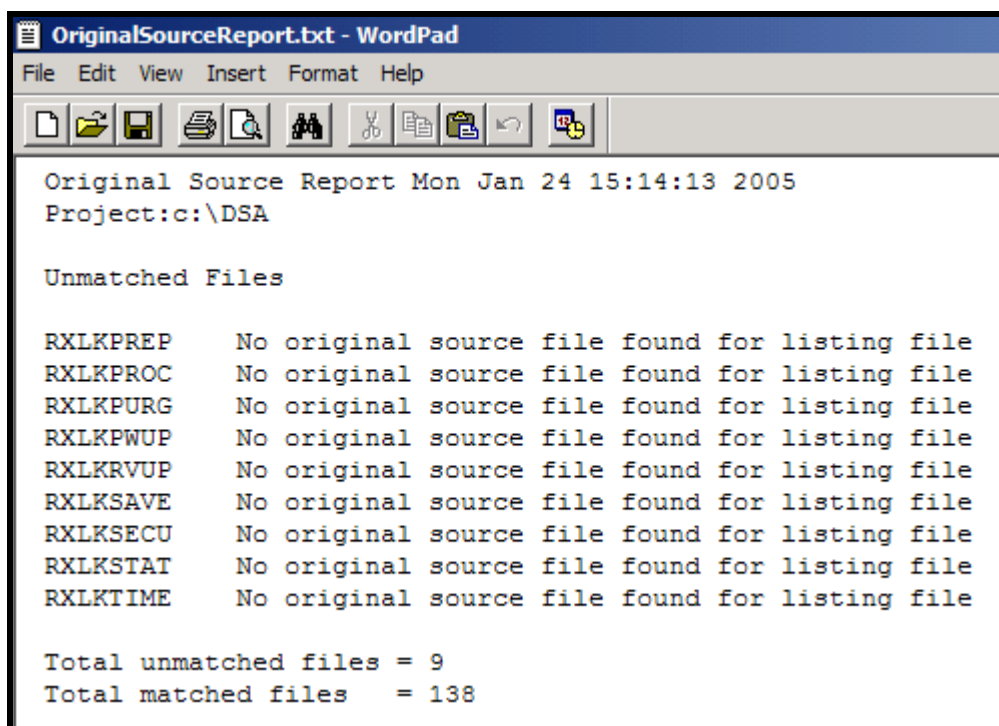 OriginalSourceReport.txt - WordPad
File Edit View Insert Format Help
Original Source Report Mon Jan 24 15:14:13 2005
Project:c:\DSA
Unmatched Files
RXLKPREP    No original source file found for listing file
RXLKPROC    No original source file found for listing file
RXLKPURG    No original source file found for listing file
RXLKPWUP    No original source file found for listing file
RXLKRVUP    No original source file found for listing file
RXLKSAVE    No original source file found for listing file
RXLKSECU    No original source file found for listing file
RXLKSTAT    No original source file found for listing file
RXLKTIME    No original source file found for listing file
Total unmatched files = 9
Total matched files   = 138